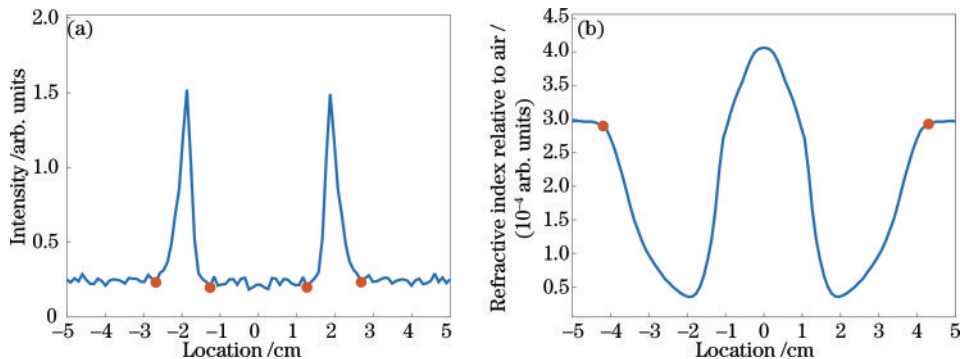 (a)
2.0
1.5
1.0
0.5
0
Intensity /arb. units
−5 −4 −3 −2 −1 0 1 2 3 4 5
Location /cm
(b)
4.5
4.0
3.5
3.0
2.5
2.0
1.5
1.0
0.5
Refractive index relative to air /
(10⁻⁴ arb. units)
−5 −4 −3 −2 −1 0 1 2 3 4 5
Location /cm